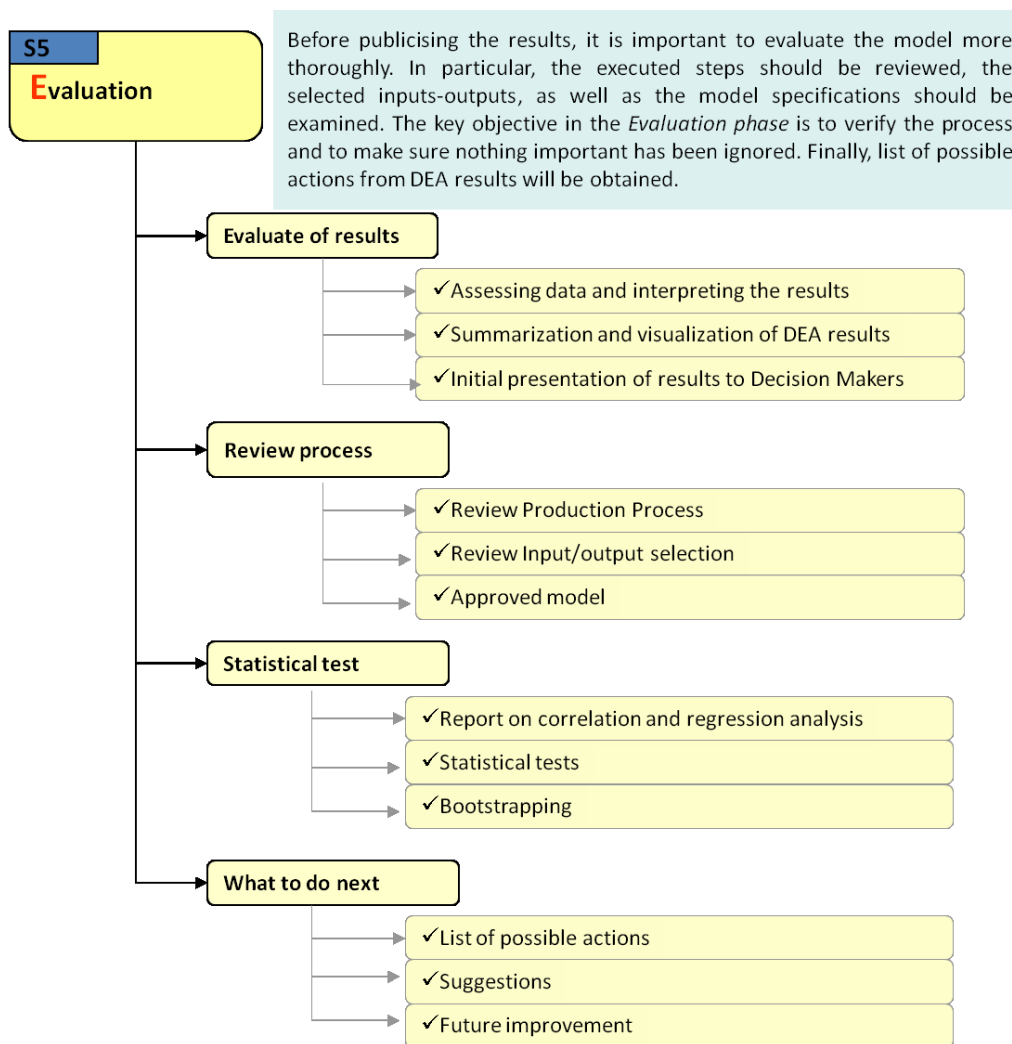 S5
Evaluation
Before publicising the results, it is important to evaluate the model more
thoroughly. In particular, the executed steps should be reviewed, the
selected inputs-outputs, as well as the model specifications should be
examined. The key objective in the Evaluation phase is to verify the process
and to make sure nothing important has been ignored. Finally, list of possible
actions from DEA results will be obtained.
Evaluate of results
✓Assessing data and interpreting the results
✓Summarization and visualization of DEA results
✓Initial presentation of results to Decision Makers
Review process
✓Review Production Process
✓Review Input/output selection
✓Approved model
Statistical test
✓Report on correlation and regression analysis
✓Statistical tests
✓Bootstrapping
What to do next
✓List of possible actions
✓Suggestions
✓Future improvement